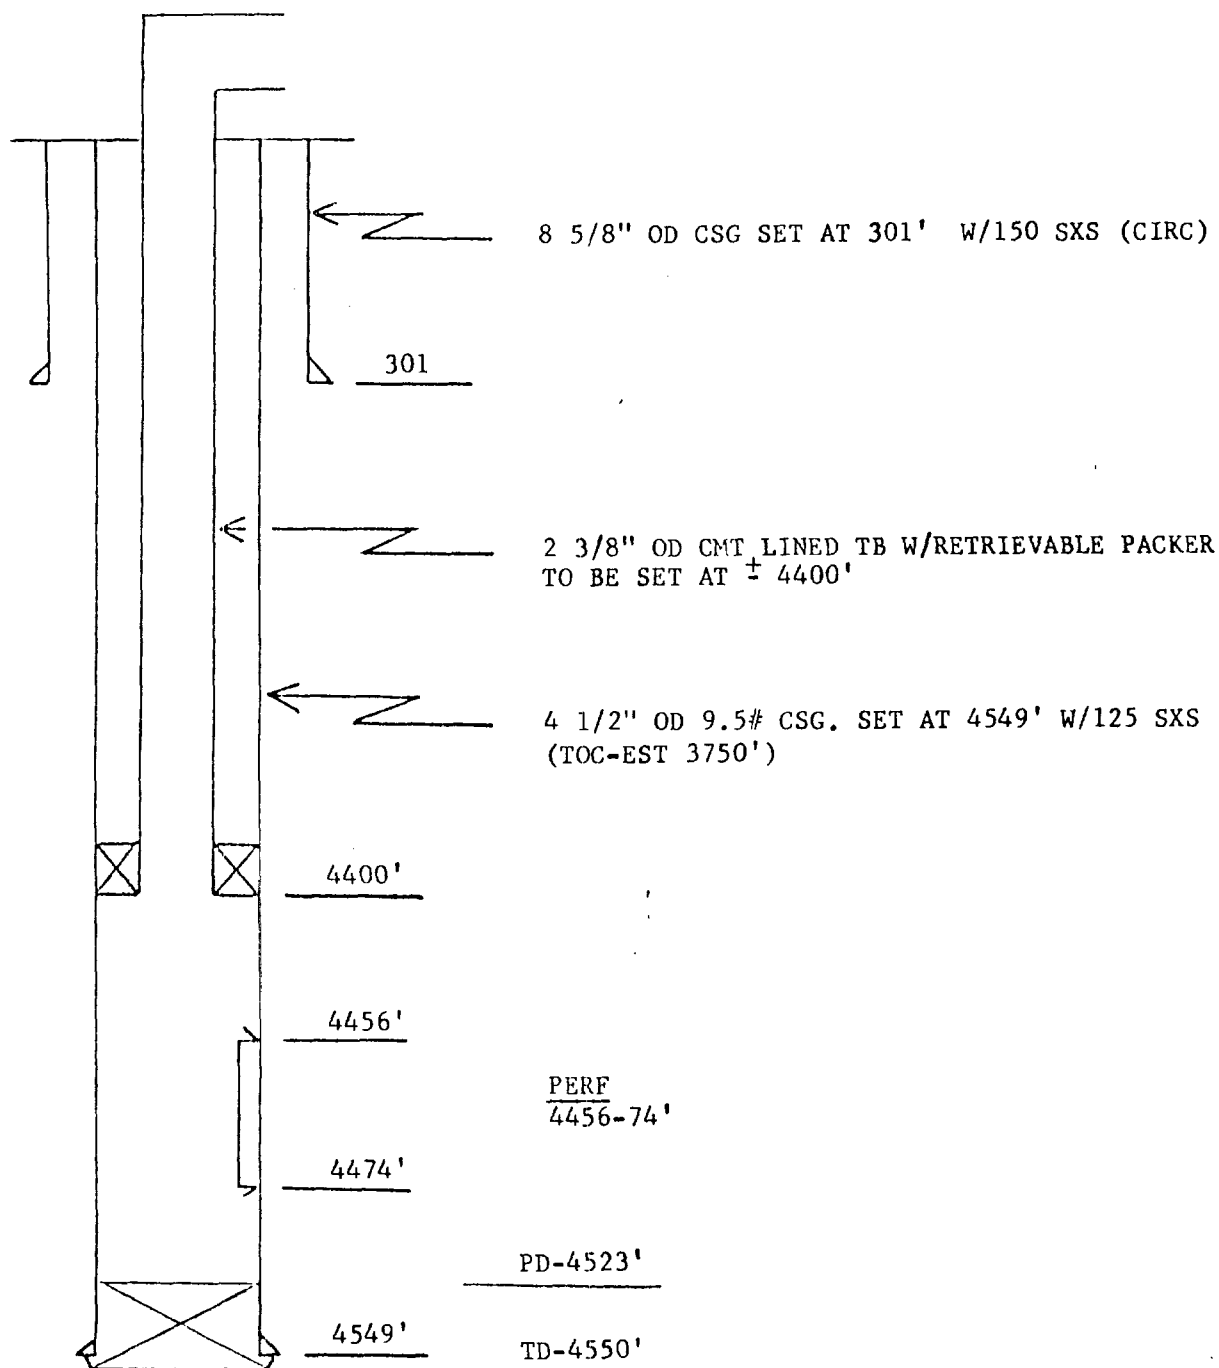 8 5/8" OD CSG SET AT 301' W/150 SXS (CIRC)
301
2 3/8" OD CMT LINED TB W/RETRIEVABLE PACKER
TO BE SET AT ± 4400'
4 1/2" OD 9.5# CSG. SET AT 4549' W/125 SXS
(TOC-EST 3750')
4400'
4456'
PERF
4456-74'
4474'
PD-4523'
4549'
TD-4550'